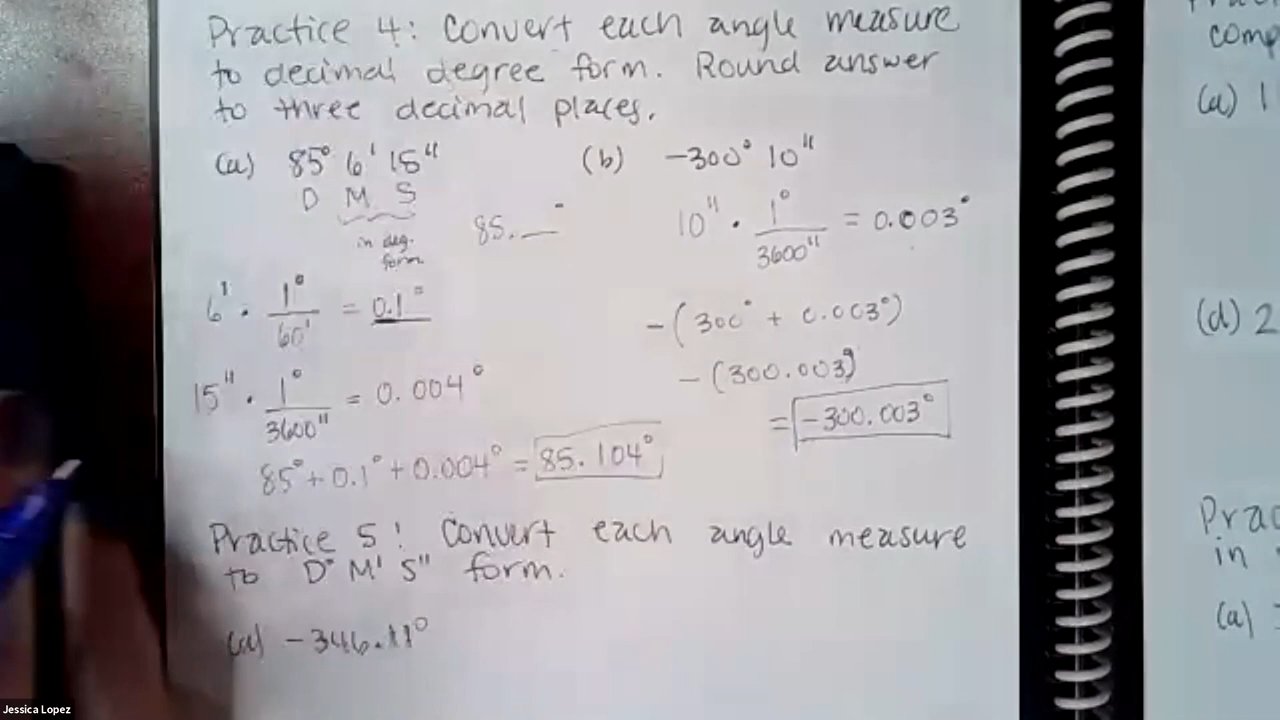 Practice 4: Convert each angle measure
to decimal degree form. Round answer
to three decimal places.
(a) 85° 6' 15" (b) -300° 10"
D M S
in deg.
form
85.__°
6' · 1°/60' = 0.1°
15" · 1°/3600" = 0.004°
85° + 0.1° + 0.004° = 85.104°
10" · 1°/3600" = 0.003°
-(300° + 0.003°)
-(300.003°)
= -300.003°
Practice 5: Convert each angle measure
to D° M' S" form.
(a) -346.11°
comp
(a) 1
(d) 2
Prac
in
(a)
Jessica Lopez